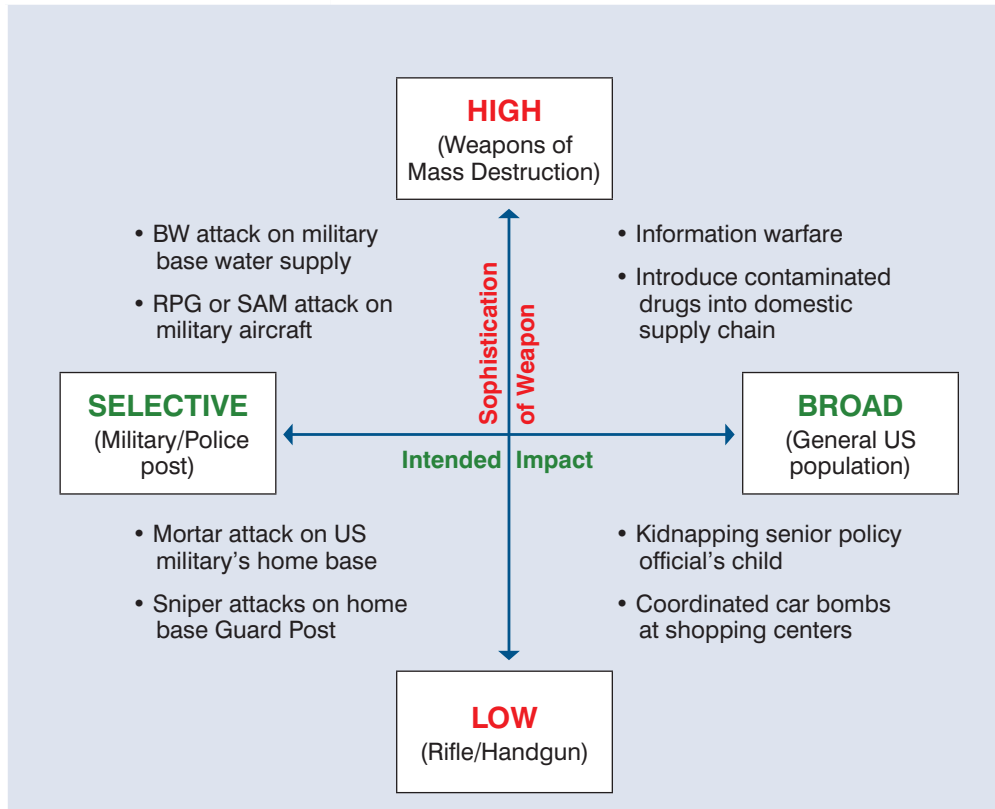 HIGH
(Weapons of
Mass Destruction)
• BW attack on military
base water supply
• RPG or SAM attack on
military aircraft
• Information warfare
• Introduce contaminated
drugs into domestic
supply chain
Sophistication
of Weapon
SELECTIVE
(Military/Police
post)
BROAD
(General US
population)
Intended Impact
• Mortar attack on US
military’s home base
• Sniper attacks on home
base Guard Post
• Kidnapping senior policy
official’s child
• Coordinated car bombs
at shopping centers
LOW
(Rifle/Handgun)